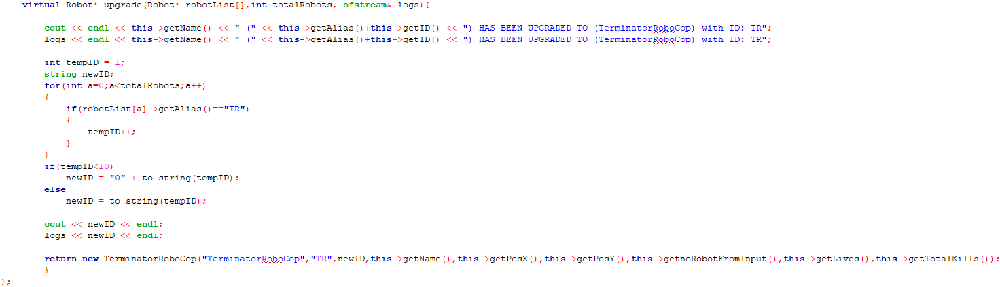 virtual Robot* upgrade(Robot* robotList[],int totalRobots, ofstream& logs){
cout << endl << this->getName() << " (" << this->getAlias()+this->getID() << ") HAS BEEN UPGRADED TO (TerminatorRoboCop) with ID: TR";
logs << endl << this->getName() << " (" << this->getAlias()+this->getID() << ") HAS BEEN UPGRADED TO (TerminatorRoboCop) with ID: TR";
int tempID = 1;
string newID;
for(int a=0;a<totalRobots;a++)
{
if(robotList[a]->getAlias()=="TR")
{
tempID++;
}
}
if(tempID<10)
newID = "0" + to_string(tempID);
else
newID = to_string(tempID);
cout << newID << endl;
logs << newID << endl;
return new TerminatorRoboCop("TerminatorRoboCop","TR",newID,this->getName(),this->getPosX(),this->getPosY(),this->getnoRobotFromInput(),this->getLives(),this->getTotalKills());
}
};